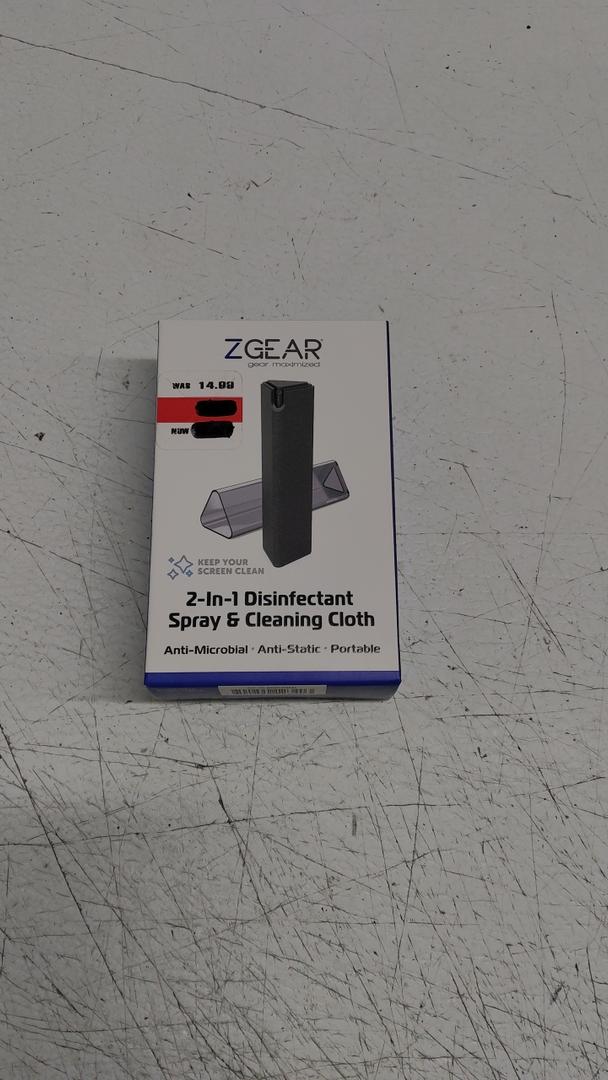 ZGEAR
gear maximized
WAS 14.99
NOW
KEEP YOUR
SCREEN CLEAN
2-In-1 Disinfectant
Spray & Cleaning Cloth
Anti-Microbial · Anti-Static · Portable